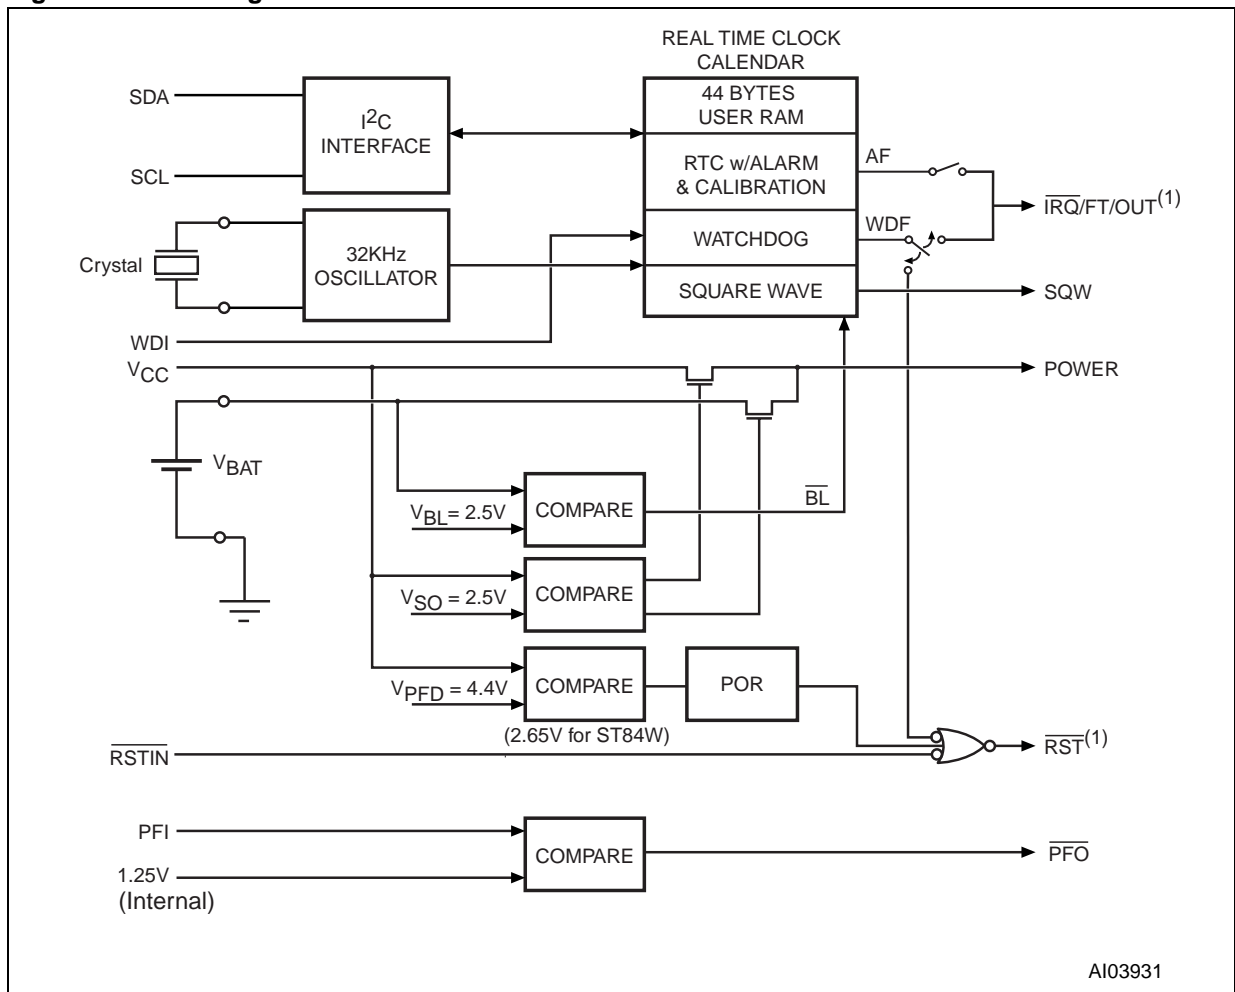 REAL TIME CLOCK
CALENDAR
SDA
SCL
I2C
INTERFACE
44 BYTES
USER RAM
RTC w/ALARM
& CALIBRATION
WATCHDOG
SQUARE WAVE
AF
WDF
IRQ/FT/OUT(1)
SQW
Crystal
32KHz
OSCILLATOR
WDI
VCC
POWER
VBAT
VBL= 2.5V
COMPARE
BL
VSO = 2.5V
COMPARE
VPFD = 4.4V
COMPARE
POR
(2.65V for ST84W)
RSTIN
RST(1)
PFI
1.25V
(Internal)
COMPARE
PFO
AI03931